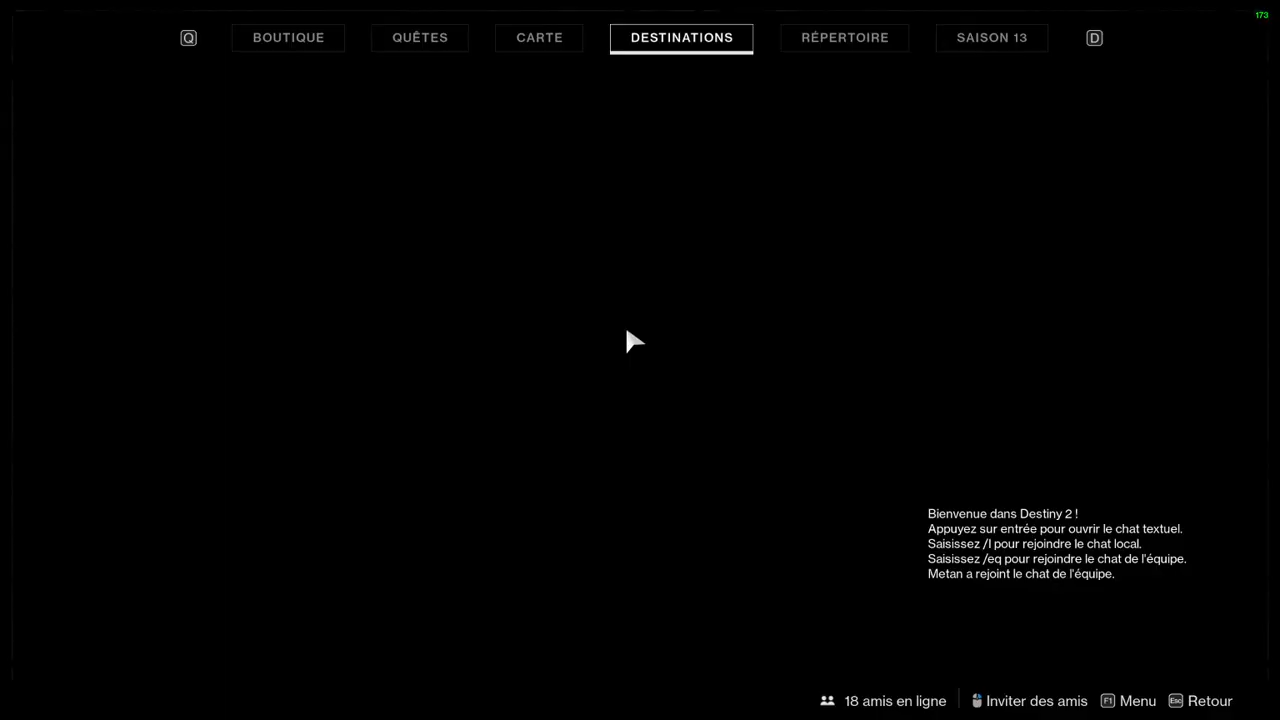 173
Q BOUTIQUE QUÊTES CARTE DESTINATIONS RÉPERTOIRE SAISON 13 D
Bienvenue dans Destiny 2 !
Appuyez sur entrée pour ouvrir le chat textuel.
Saisissez /l pour rejoindre le chat local.
Saisissez /eq pour rejoindre le chat de l'équipe.
Metan a rejoint le chat de l'équipe.
18 amis en ligne Inviter des amis F1 Menu Esc Retour